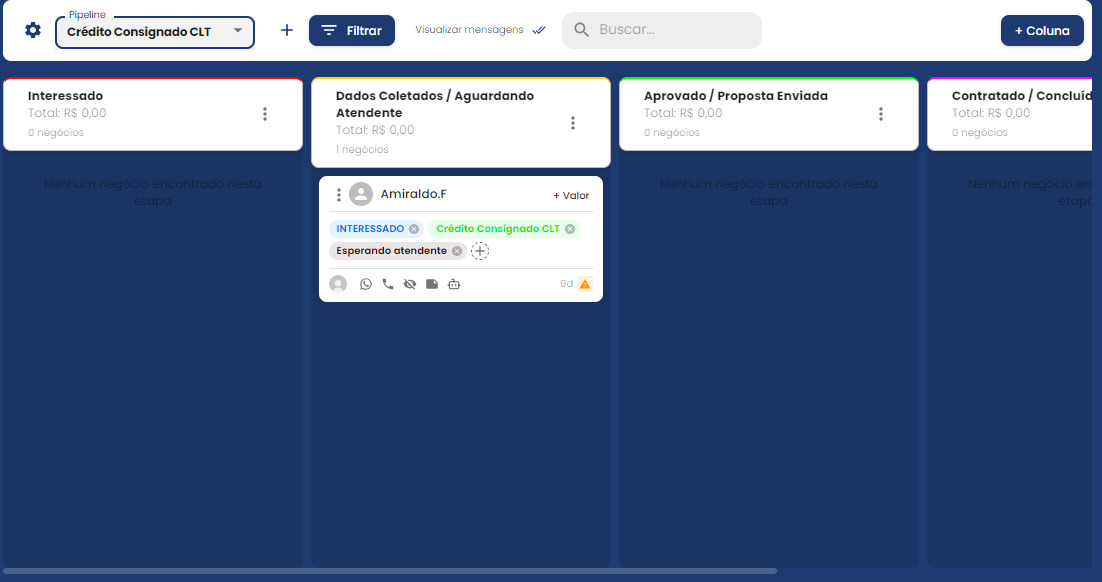 Pipeline
Crédito Consignado CLT
+
Filtrar
Visualizar mensagens
Buscar...
+ Coluna
Interessado
Total: R$ 0,00
0 negócios
Nenhum negócio encontrado nesta
etapa
Dados Coletados / Aguardando
Atendente
Total: R$ 0,00
1 negócios
Amiraldo.F
+ Valor
INTERESSADO
Crédito Consignado CLT
Esperando atendente
9d
Aprovado / Proposta Enviada
Total: R$ 0,00
0 negócios
Nenhum negócio encontrado nesta
etapa
Contratado / Concluíd
Total: R$ 0,00
0 negócios
Nenhum negócio en
etapa